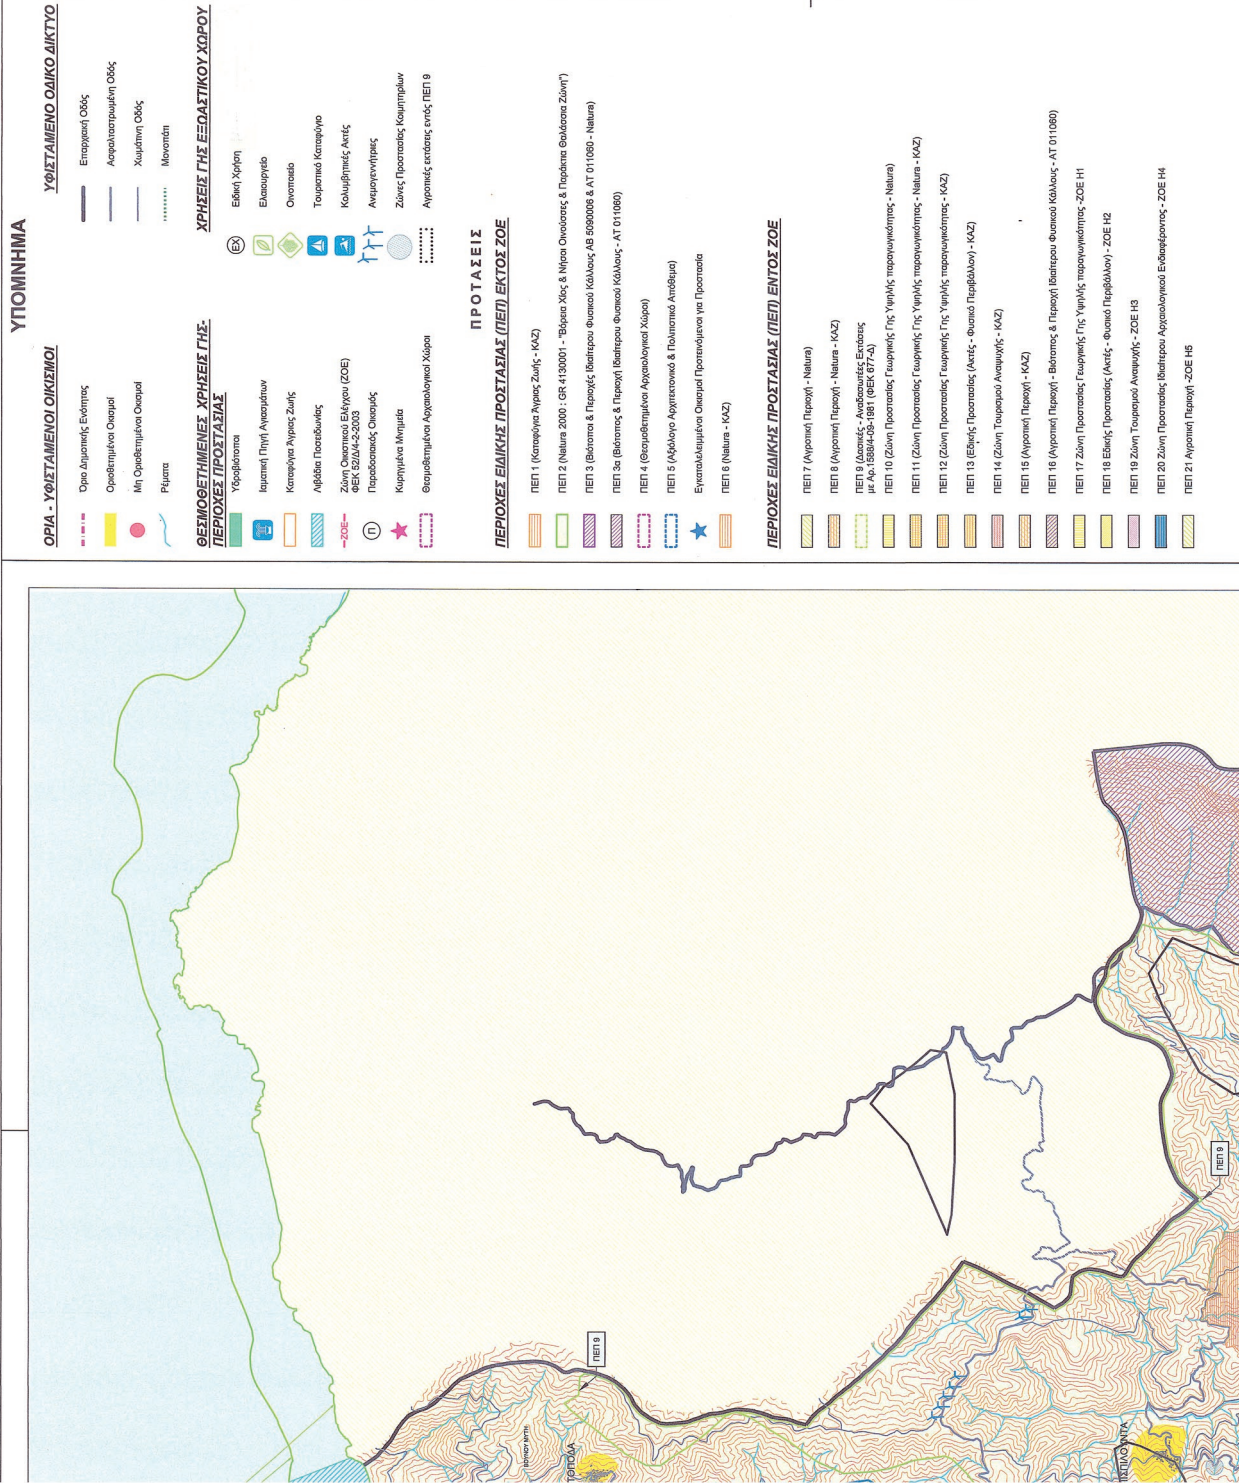 ΥΠΟΜΝΗΜΑ
ΟΡΙΑ - ΥΦΙΣΤΑΜΕΝΟΙ ΟΙΚΙΣΜΟΙ
Όριο Δημοτικής Ενότητας
Οριοθετημένοι Οικισμοί
Μη Οριοθετημένοι Οικισμοί
Ρέματα
ΥΦΙΣΤΑΜΕΝΟ ΟΔΙΚΟ ΔΙΚΤΥΟ
Επαρχιακή Οδός
Ασφαλτοστρωμένη Οδός
Χωμάτινη Οδός
Μονοπάτι
ΘΕΣΜΟΘΕΤΗΜΕΝΕΣ ΧΡΗΣΕΙΣ ΓΗΣ-
ΠΕΡΙΟΧΕΣ ΠΡΟΣΤΑΣΙΑΣ
Υδροβιότοποι
Ιαματική Πηγή Αγιασμάτων
Καταφύγια Άγριας Ζωής
Λιβάδια Ποσειδωνίας
ΖΟΕ
Ζώνη Οικιστικού Ελέγχου (ΖΟΕ)
ΦΕΚ 52/Δ/4-2-2003
Π
Παραδοσιακός Οικισμός
Κυρηγμένα Μνημεία
Θεσμοθετημένοι Αρχαιολογικοί Χώροι
ΧΡΗΣΕΙΣ ΓΗΣ ΕΞΩΑΣΤΙΚΟΥ ΧΩΡΟΥ
ΕΧ
Ειδική Χρήση
Ελαιουργείο
Οινοποιείο
Τουριστικό Καταφύγιο
Κολυμβητικές Ακτές
Ανεμογεννήτριες
Ζώνες Προστασίας Κοιμητηρίων
Αγροτικές εκτάσεις εντός ΠΕΠ 9
ΠΡΟΤΑΣΕΙΣ
ΠΕΡΙΟΧΕΣ ΕΙΔΙΚΗΣ ΠΡΟΣΤΑΣΙΑΣ (ΠΕΠ) ΕΚΤΟΣ ΖΟΕ
ΠΕΠ 1 (Καταφύγια Άγριας Ζωής - ΚΑΖ)
ΠΕΠ 2 (Natura 2000 : GR 4130001 - "Βόρεια Χίος & Νήσοι Οινούσσες & Παράκτια Θαλάσσια Ζώνη")
ΠΕΠ 3 (Βιότοποι & Περιοχές Ιδιαίτερου Φυσικού Κάλλους ΑΒ 5090006 & ΑΤ 011060 - Natura)
ΠΕΠ 3α (Βιότοπος & Περιοχή Ιδιαίτερου Φυσικού Κάλλους - ΑΤ 011060)
ΠΕΠ 4 (Θεσμοθετημένοι Αρχαιολογικοί Χώροι)
ΠΕΠ 5 (Αξιόλογο Αρχιτεκτονικό & Πολιτιστικό Απόθεμα)
Εγκαταλελειμμένοι Οικισμοί Προτεινόμενοι για Προστασία
ΠΕΠ 6 (Natura - ΚΑΖ)
ΠΕΡΙΟΧΕΣ ΕΙΔΙΚΗΣ ΠΡΟΣΤΑΣΙΑΣ (ΠΕΠ) ΕΝΤΟΣ ΖΟΕ
ΠΕΠ 7 (Αγροτική Περιοχή - Natura)
ΠΕΠ 8 (Αγροτική Περιοχή - Natura - ΚΑΖ)
ΠΕΠ 9 (Δασικές - Αναδασωτέες Εκτάσεις
με Αρ.1588/4-09-1981 (ΦΕΚ 677-Δ)
ΠΕΠ 10 (Ζώνη Προστασίας Γεωργικής Γης Υψηλής παραγωγικότητας - Natura)
ΠΕΠ 11 (Ζώνη Προστασίας Γεωργικής Γης Υψηλής παραγωγικότητας - Natura - ΚΑΖ)
ΠΕΠ 12 (Ζώνη Προστασίας Γεωργικής Γης Υψηλής παραγωγικότητας - ΚΑΖ)
ΠΕΠ 13 (Εδικής Προστασίας (Ακτές - Φυσικό Περιβάλλον) - ΚΑΖ)
ΠΕΠ 14 (Ζώνη Τουρισμού Αναψυχής - ΚΑΖ)
ΠΕΠ 15 (Αγροτική Περιοχή - ΚΑΖ)
ΠΕΠ 16 (Αγροτική Περιοχή - Βιότοπος & Περιοχή Ιδιαίτερου Φυσικού Κάλλους - ΑΤ 011060)
ΠΕΠ 17 Ζώνη Προστασίας Γεωργικής Γης Υψηλής παραγωγικότητας -ΖΟΕ Η1
ΠΕΠ 18 Εδικής Προστασίας (Ακτές - Φυσικό Περιβάλλον) - ΖΟΕ Η2
ΠΕΠ 19 Ζώνη Τουρισμού Αναψυχής - ΖΟΕ Η3
ΠΕΠ 20 Ζώνη Προστασίας Ιδιαίτερου Αρχαιολογικού Ενδιαφέροντος - ΖΟΕ Η4
ΠΕΠ 21 Αγροτική Περιοχή -ΖΟΕ Η5
ΠΕΠ 9
ΠΕΠ 9